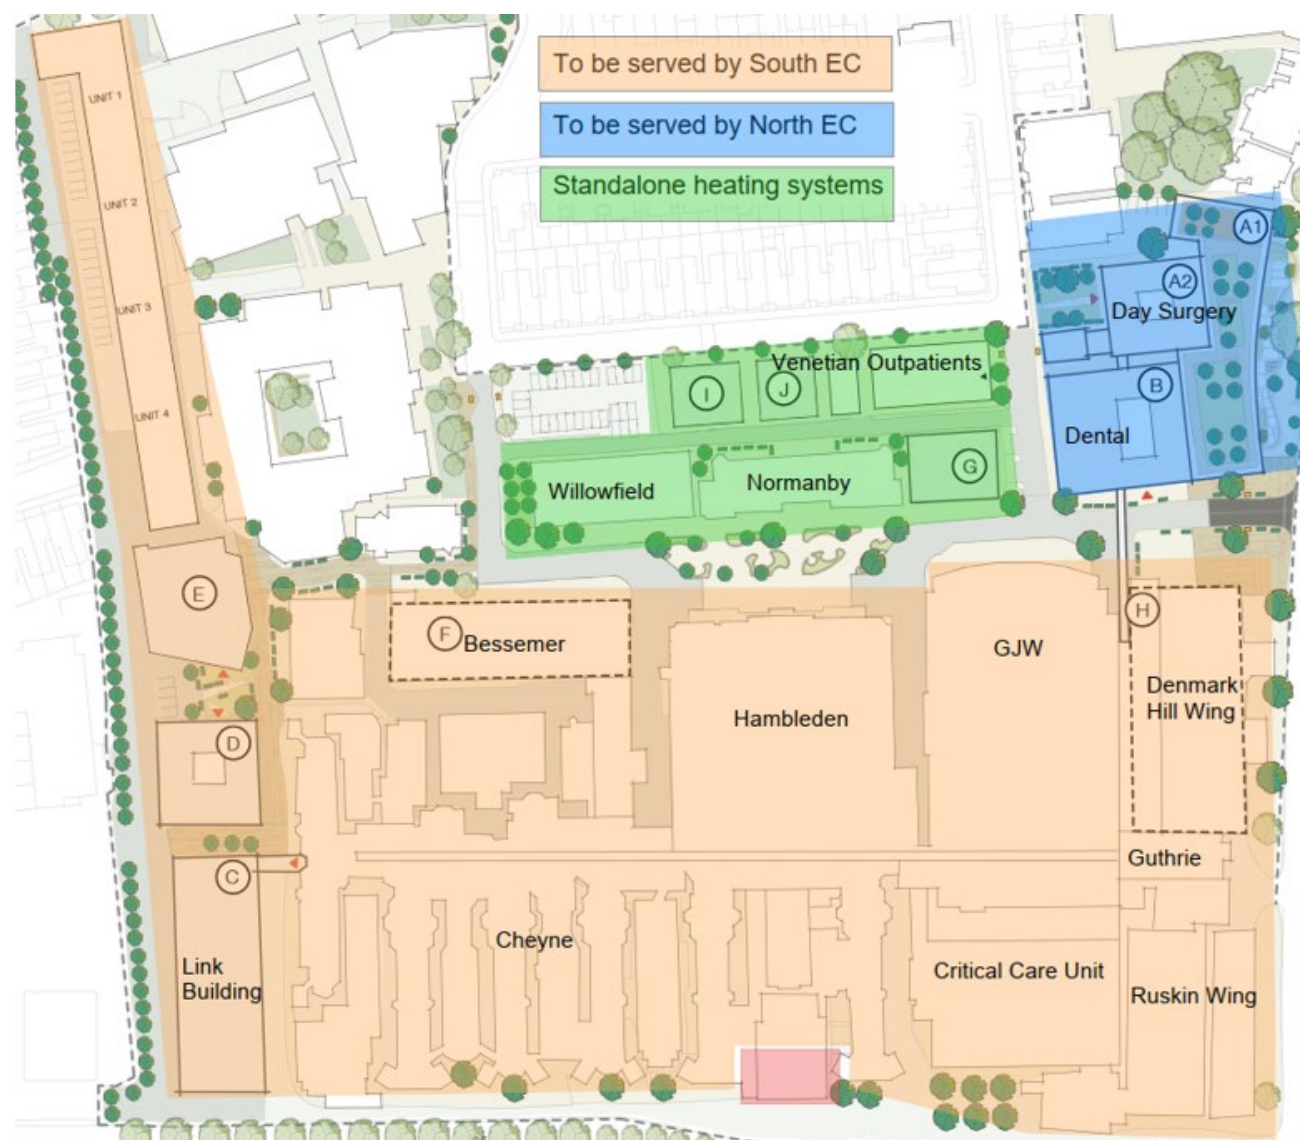 To be served by South EC
To be served by North EC
Standalone heating systems
UNIT 1
UNIT 2
UNIT 3
UNIT 4
A1
A2
Day Surgery
B
Dental
Venetian Outpatients
I
J
G
Willowfield
Normanby
E
F
Bessemer
H
GJW
Denmark
Hill Wing
Hambleden
D
C
Guthrie
Cheyne
Link
Building
Critical Care Unit
Ruskin Wing